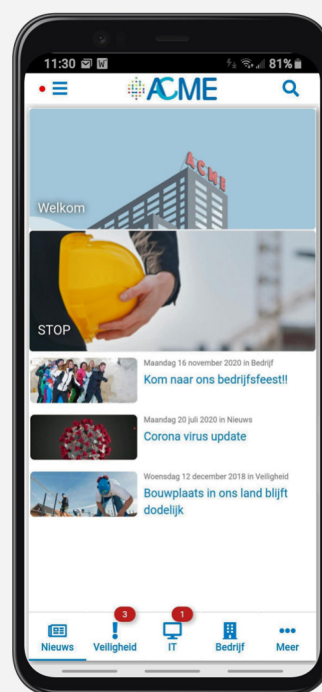 11:30
81%
ACME
ACME
Welkom
STOP
Maandag 16 november 2020 in Bedrijf
Kom naar ons bedrijfsfeest!!
Maandag 20 juli 2020 in Nieuws
Corona virus update
Woensdag 12 december 2018 in Veiligheid
Bouwplaats in ons land blijft
dodelijk
3
1
Nieuws
Veiligheid
IT
Bedrijf
Meer